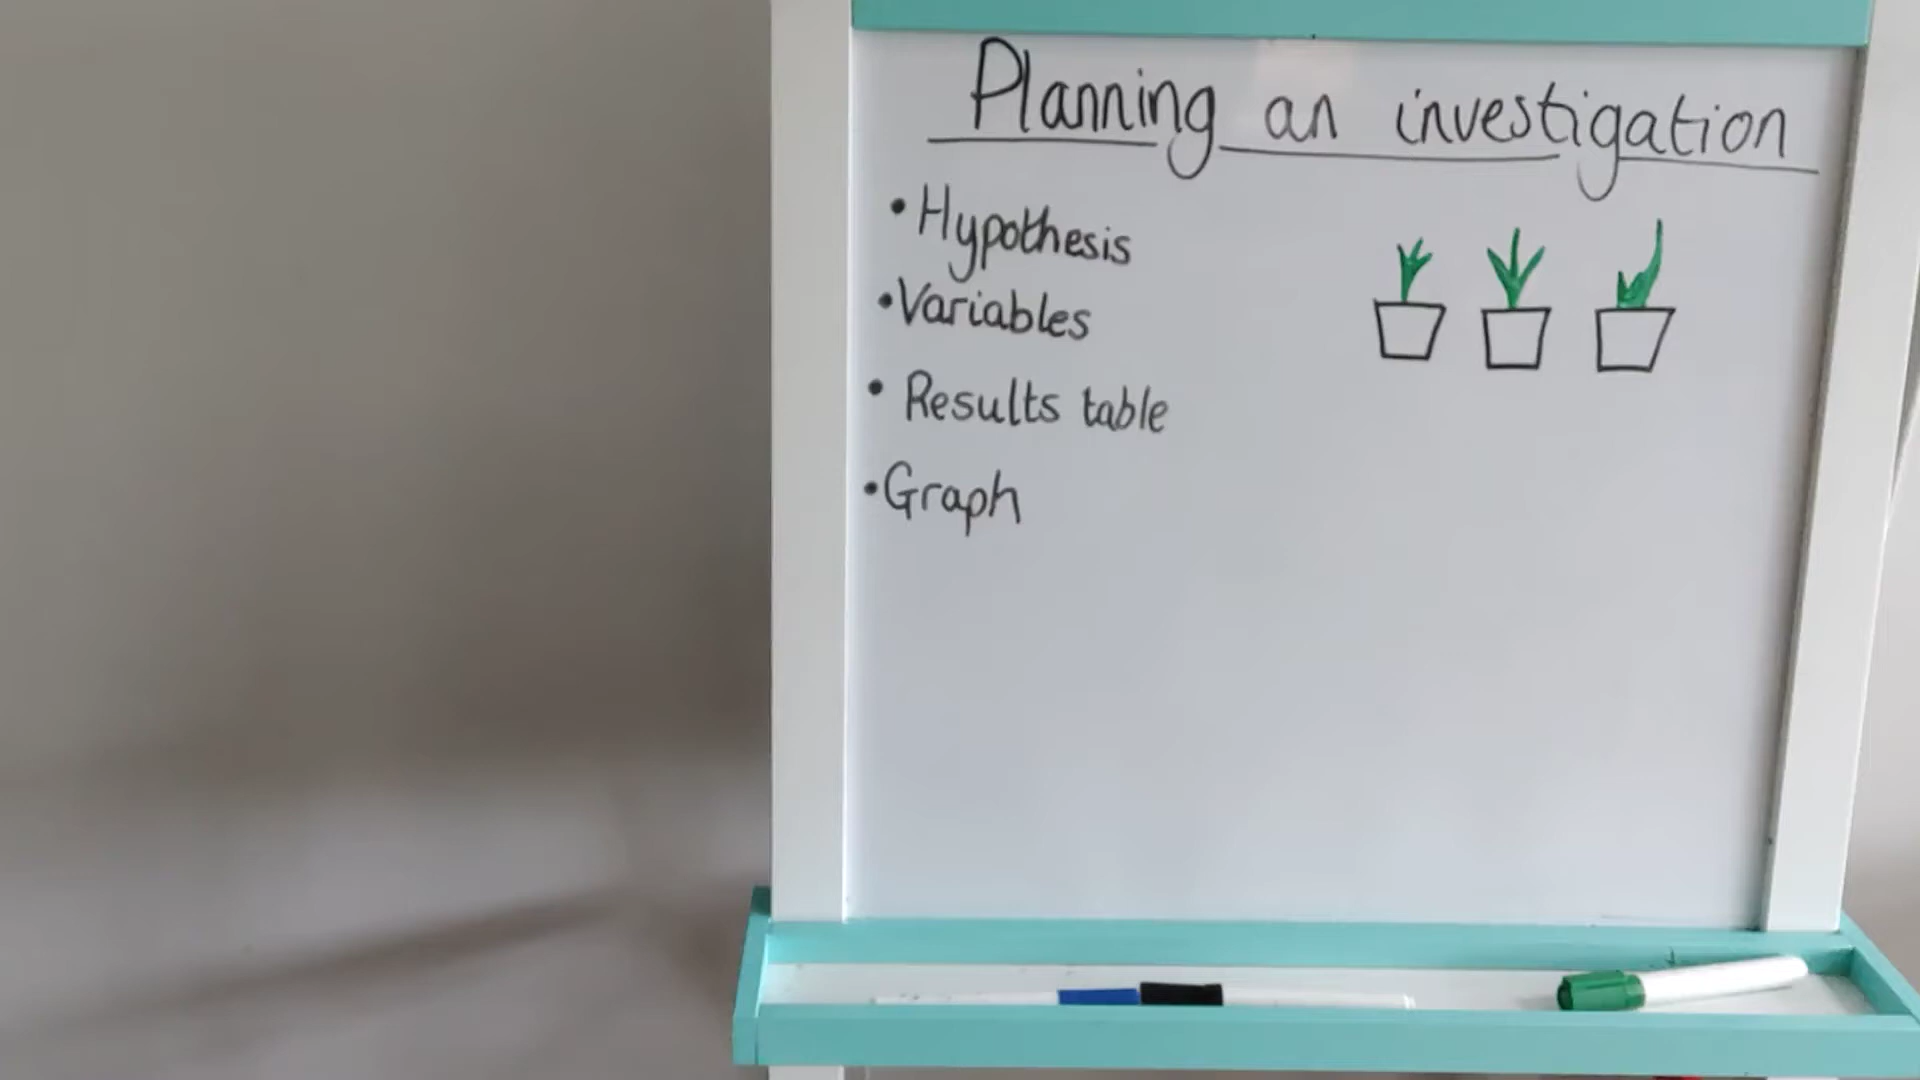 Planning an investigation
• Hypothesis
• Variables
• Results table
• Graph